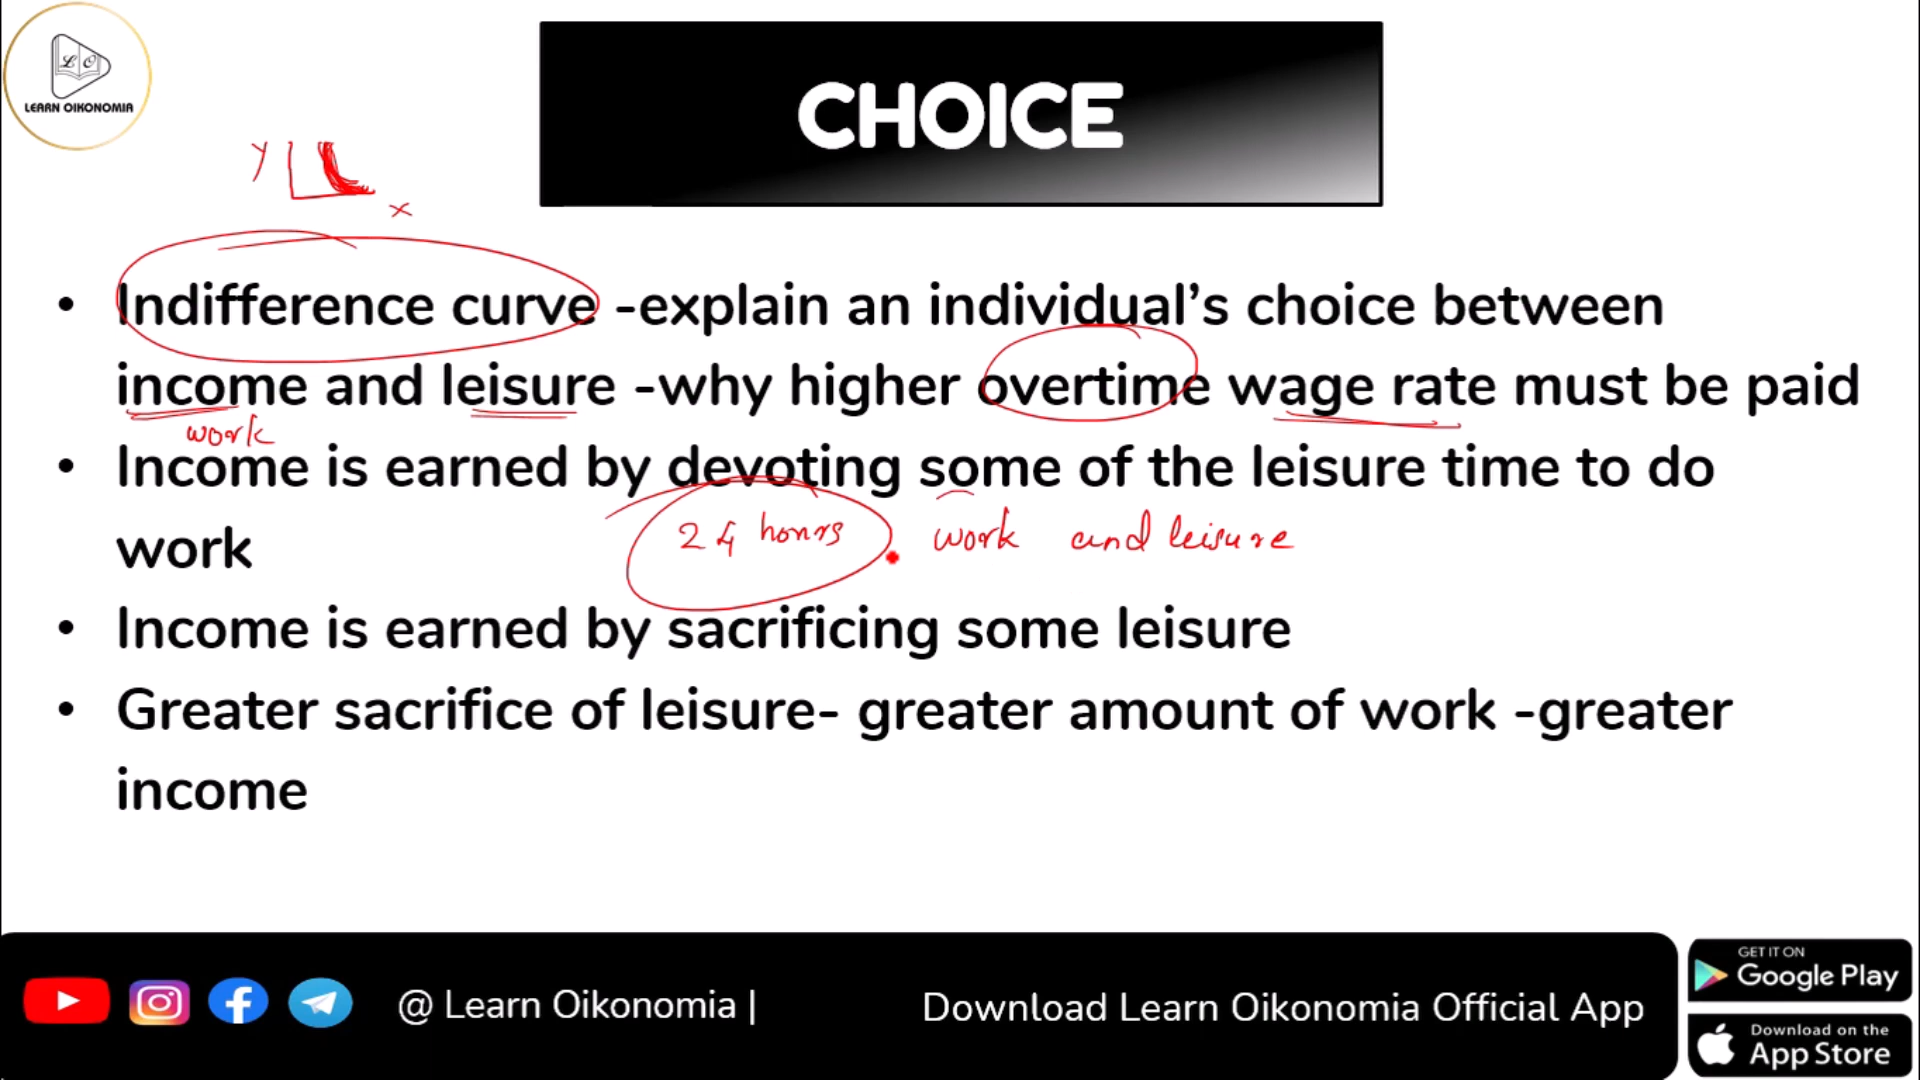 LO
LEARN OIKONOMIA
CHOICE
y
x
• Indifference curve -explain an individual’s choice between
income and leisure -why higher overtime wage rate must be paid
work
• Income is earned by devoting some of the leisure time to do
work
24 hours work and leisure
• Income is earned by sacrificing some leisure
• Greater sacrifice of leisure- greater amount of work -greater
income
@ Learn Oikonomia |
Download Learn Oikonomia Official App
GET IT ON
Google Play
Download on the
App Store